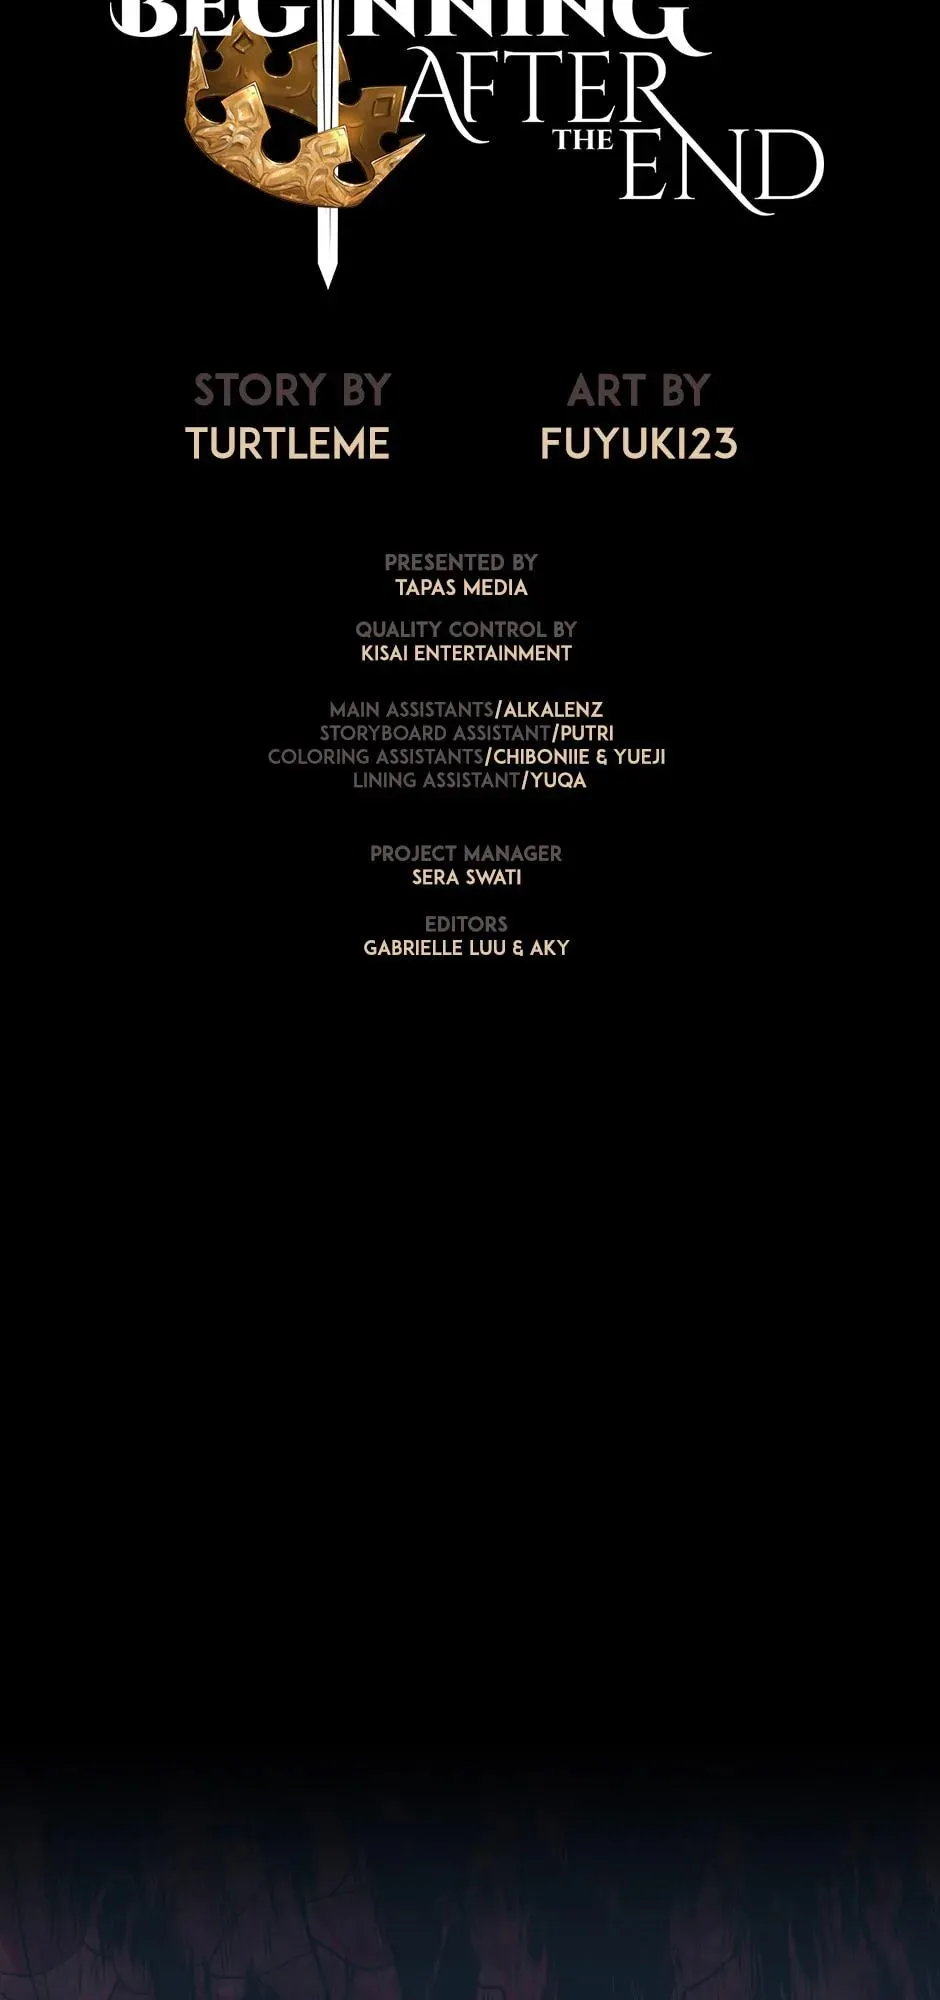 BEGINNING
AFTER
THE END
STORY BY
TURTLEME
ART BY
FUYUKI23
PRESENTED BY
TAPAS MEDIA
QUALITY CONTROL BY
KISAI ENTERTAINMENT
MAIN ASSISTANTS/ALKALENZ
STORYBOARD ASSISTANT/PUTRI
COLORING ASSISTANTS/CHIBONIIE & YUEJI
LINING ASSISTANT/YUQA
PROJECT MANAGER
SERA SWATI
EDITORS
GABRIELLE LUU & AKY